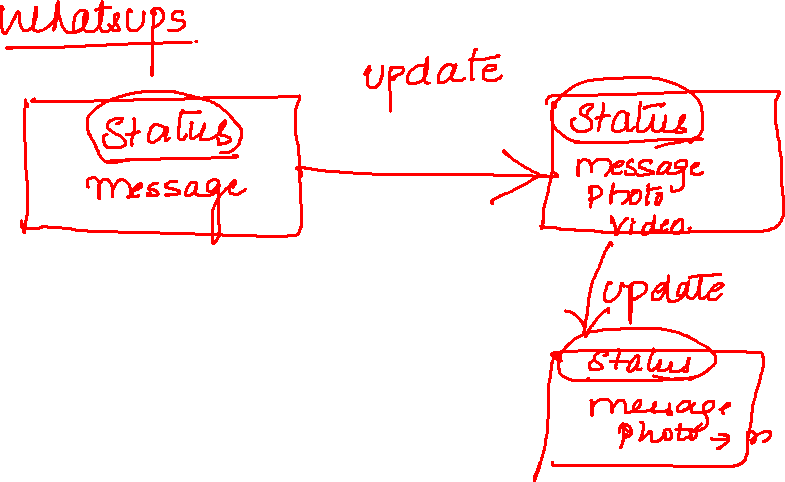 Whatsups
update
Status
message
Status
message
photo
video
update
status
message
photo →